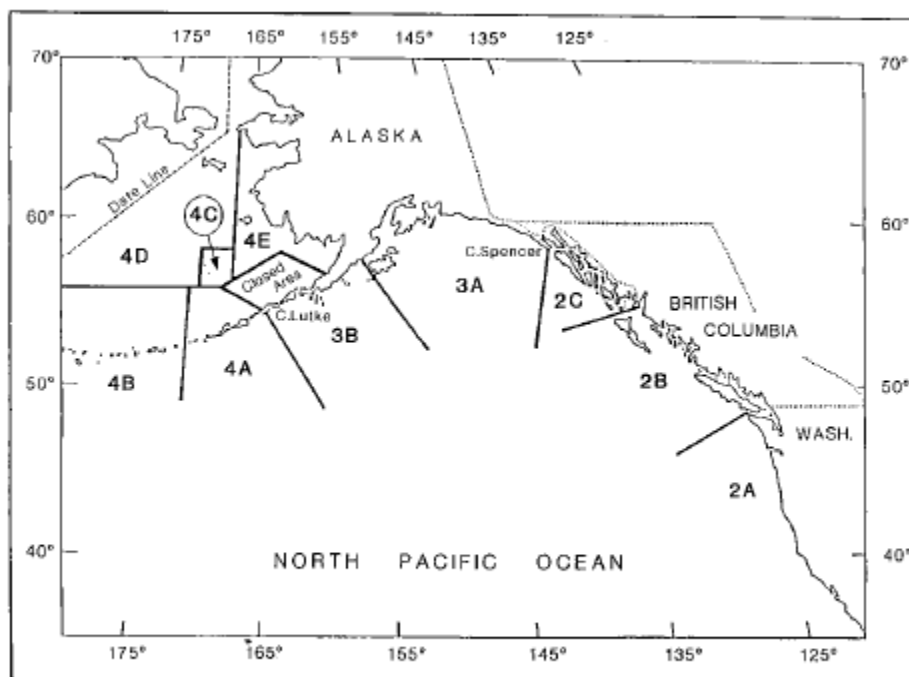 175° 165° 155° 145° 135° 125°
70° 70°
ALASKA
Date Line
4C
60° 60°
4D 4E
C.Spencer
Closed Area
3A
2C
BRITISH COLUMBIA
C.Lutke
3B
4B 4A
2B
50° 50°
WASH.
2A
40° 40°
NORTH PACIFIC OCEAN
175° 165° 155° 145° 135° 125°